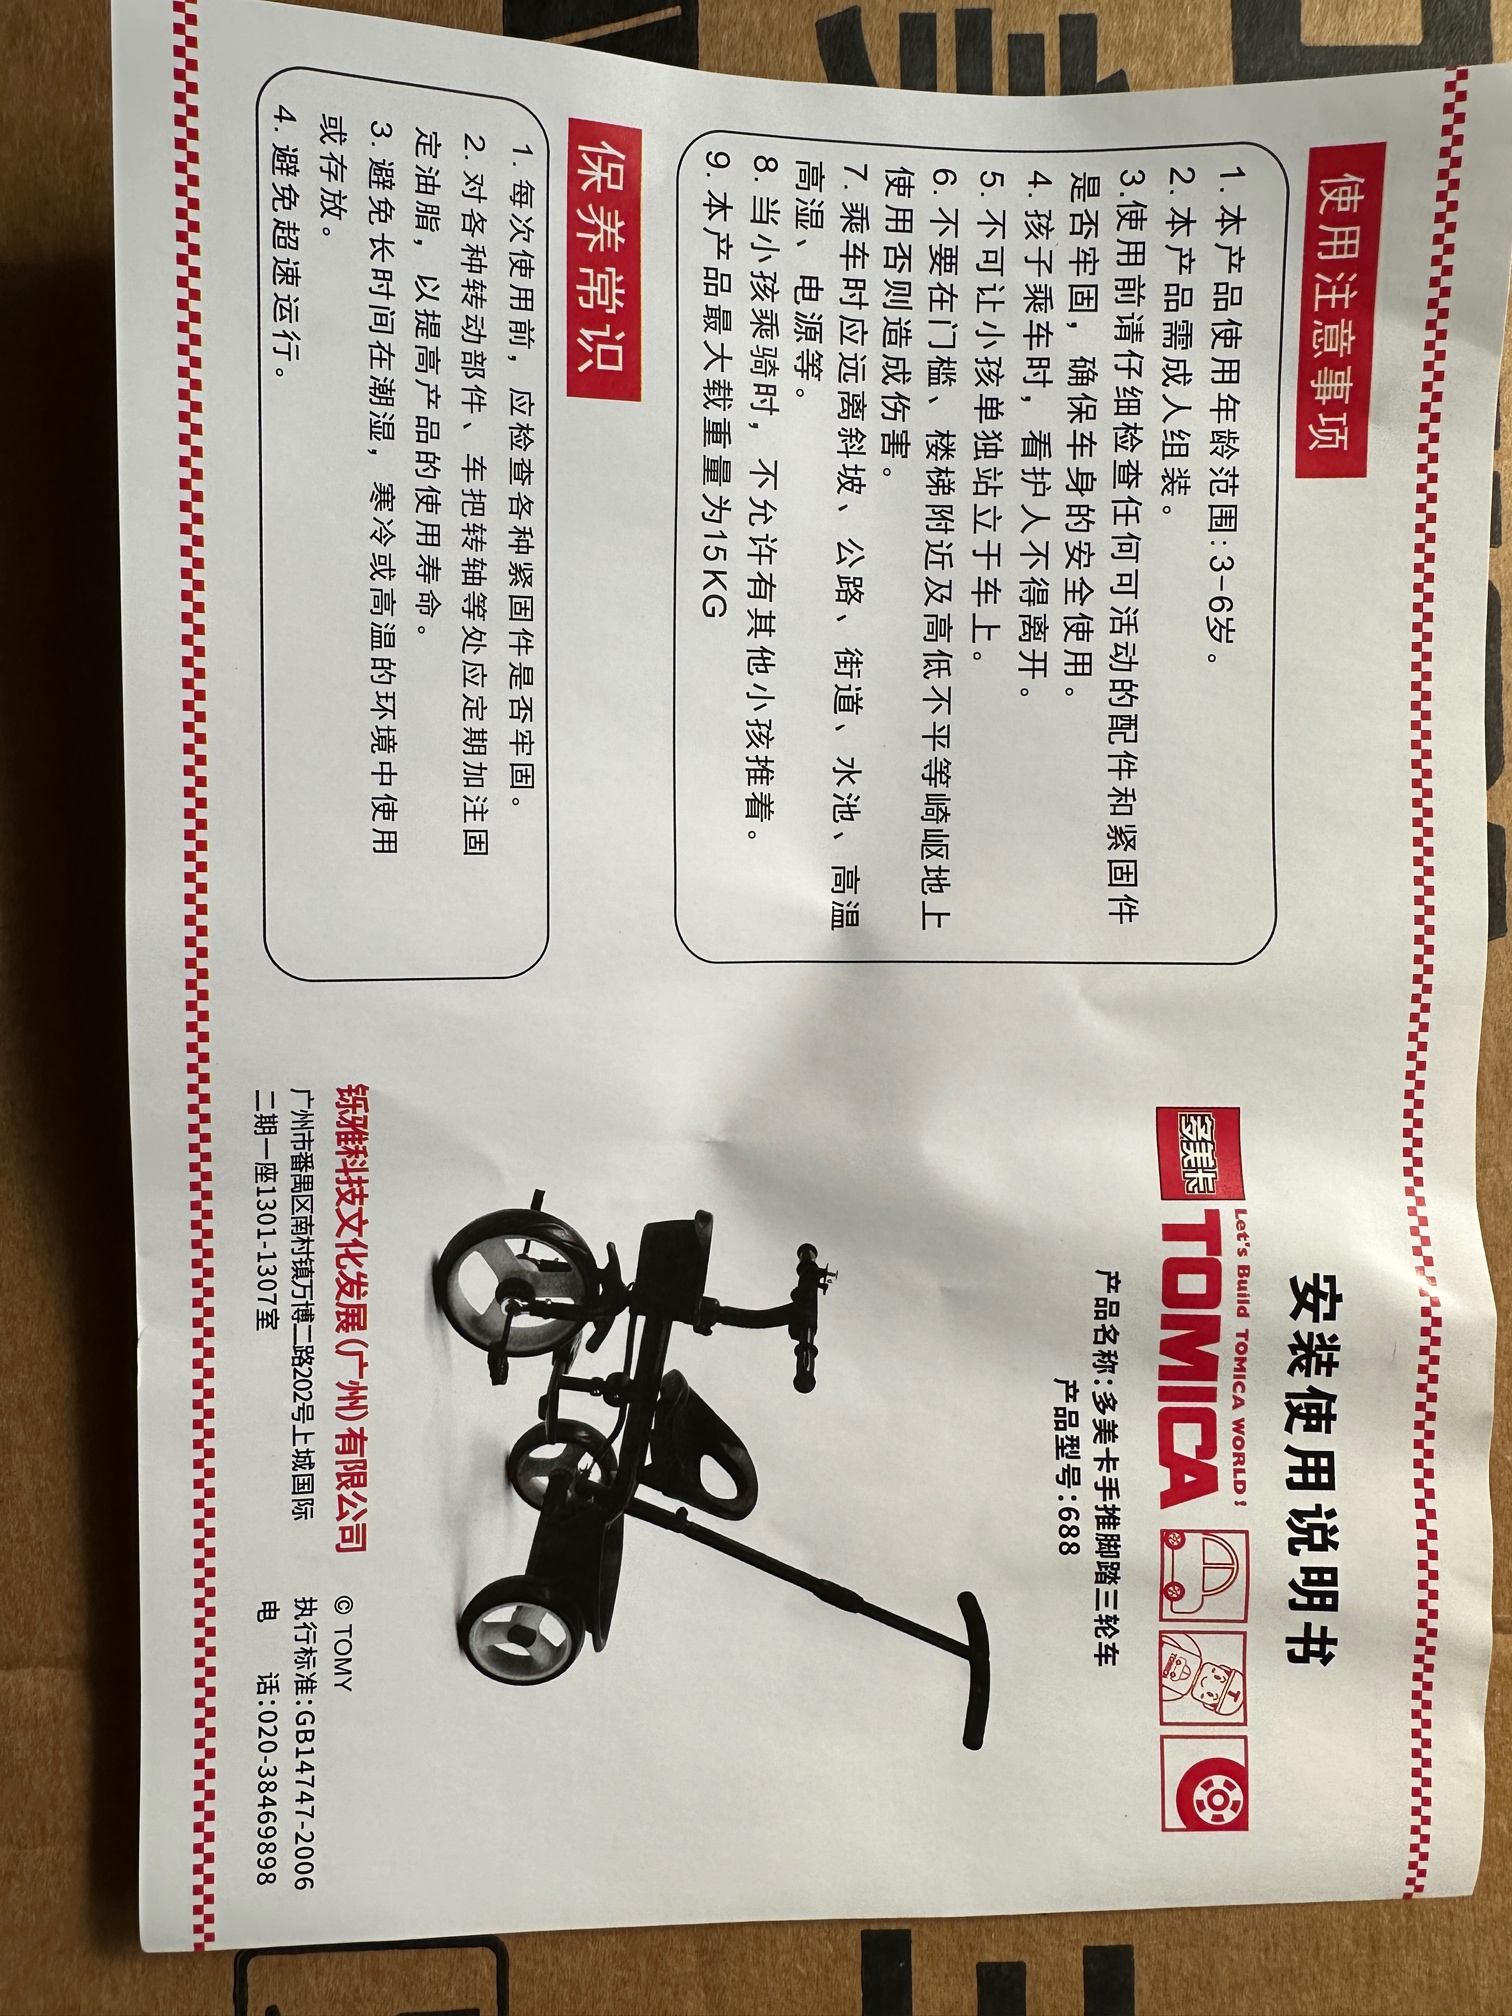 使用注意事项
1.本产品使用年龄范围:3-6岁。
2.本产品需成人组装。
3.使用前请仔细检查任何可活动的配件和紧固件
是否牢固，确保车身的安全使用。
4.孩子乘车时，看护人不得离开。
5.不可让小孩单独站立于车上。
6.不要在门槛、楼梯附近及高低不平等崎岖地上
使用否则造成伤害。
7.乘车时应远离斜坡、公路、街道、水池、高温
高湿、电源等。
8.当小孩乘骑时，不允许有其他小孩推着。
9.本产品最大载重量为15KG
保养常识
1.每次使用前，应检查各种紧固件是否牢固。
2.对各种转动部件、车把转轴等处应定期加注固
定油脂，以提高产品的使用寿命。
3.避免长时间在潮湿，寒冷或高温的环境中使用
或存放。
4.避免超速运行。
安装使用说明书
多美卡
Let's Build TOMICA WORLD!
TOMICA
产品名称:多美卡手推脚踏三轮车
产品型号:688
铄雅科技文化发展(广州)有限公司
广州市番禺区南村镇万博二路202号上城国际
二期一座1301-1307室
© TOMY
执行标准:GB14747-2006
电 话:020-38469898